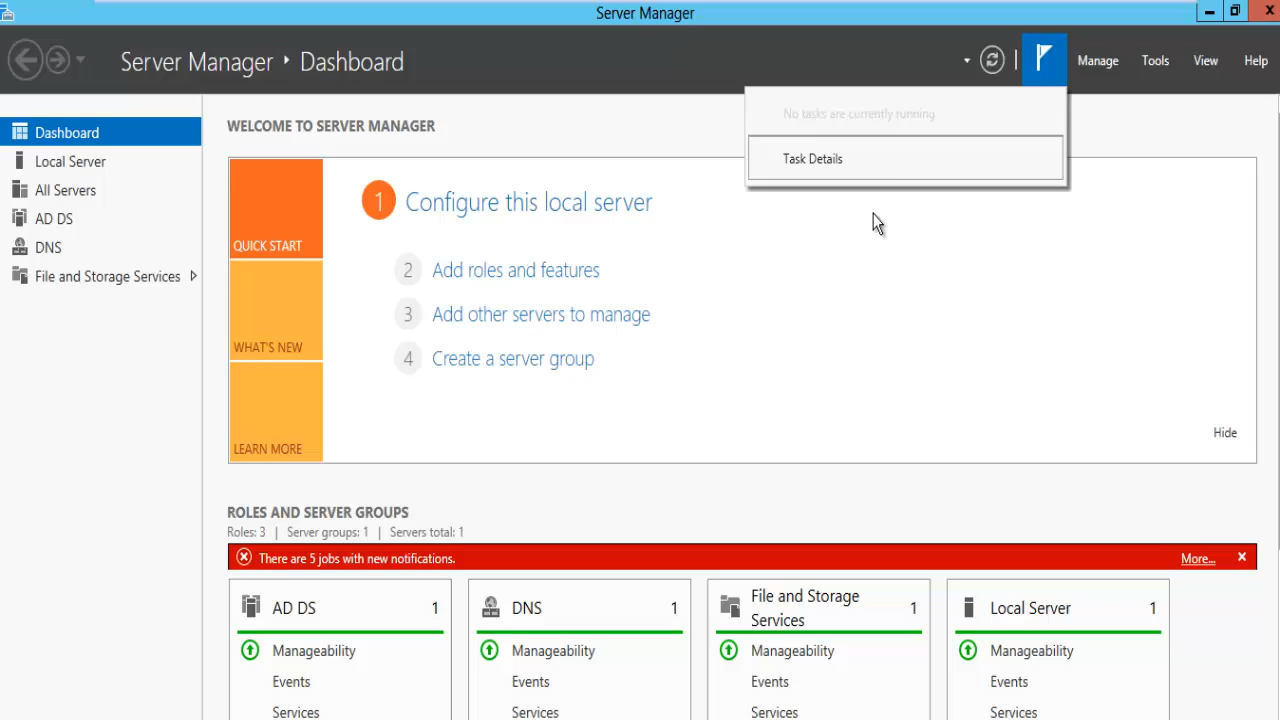 Server Manager
Server Manager ‣ Dashboard
Manage Tools View Help
No tasks are currently running
Task Details
Dashboard
Local Server
All Servers
AD DS
DNS
File and Storage Services
WELCOME TO SERVER MANAGER
QUICK START
WHAT'S NEW
LEARN MORE
1 Configure this local server
2 Add roles and features
3 Add other servers to manage
4 Create a server group
Hide
ROLES AND SERVER GROUPS
Roles: 3 | Server groups: 1 | Servers total: 1
There are 5 jobs with new notifications. More...
AD DS 1
Manageability
Events
Services
DNS 1
Manageability
Events
Services
File and Storage
Services 1
Manageability
Events
Services
Local Server 1
Manageability
Events
Services